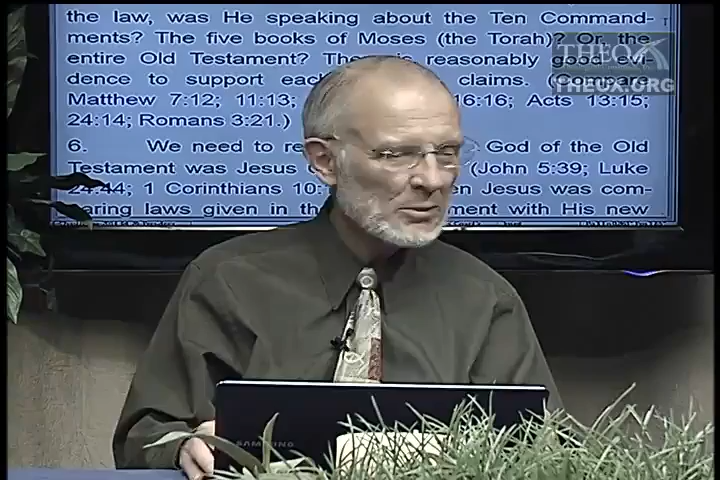 the law, was He speaking about the Ten Command-
ments? The five books of Moses (the Torah)? Or, the
entire Old Testament? There is reasonably good evi-
dence to support each claims. (Compare
Matthew 7:12; 11:13; 16:16; Acts 13:15;
24:14; Romans 3:21.)
6. We need to God of the Old
Testament was Jesus (John 5:39; Luke
24:44; 1 Corinthians 10: Jesus was com-
paring laws given in with His new
THEO
THEOX.ORG
SAMSUNG